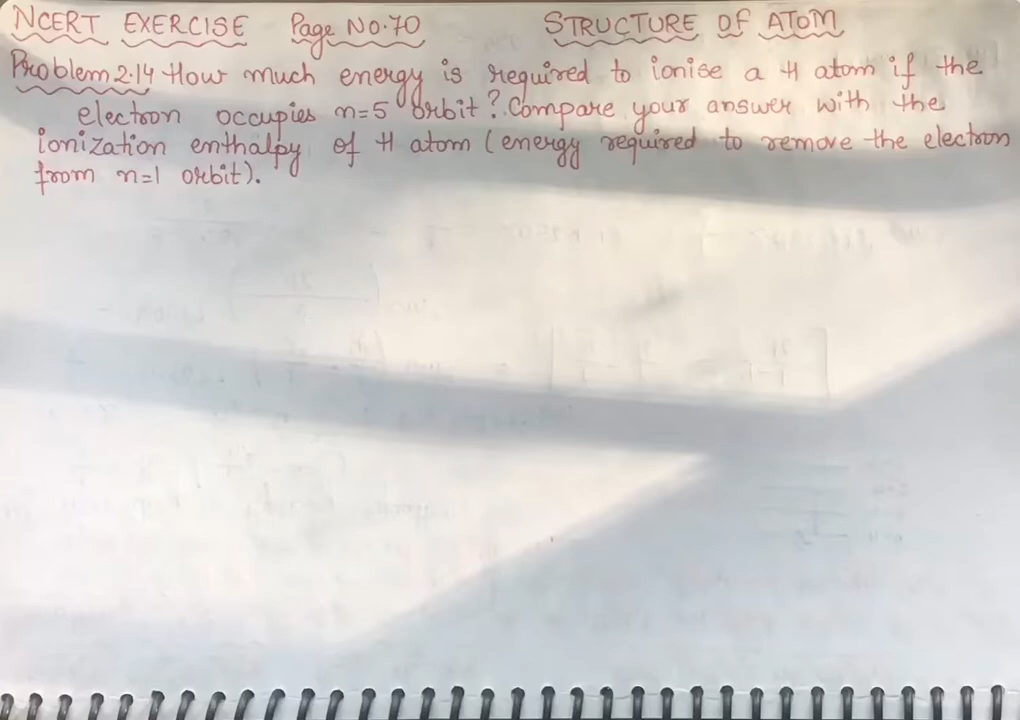 NCERT EXERCISE Page No.70 STRUCTURE OF ATOM
Problem 2.14 How much energy is required to ionise a H atom if the
electron occupies n=5 orbit? Compare your answer with the
ionization enthalpy of H atom (energy required to remove the electron
from n=1 orbit).